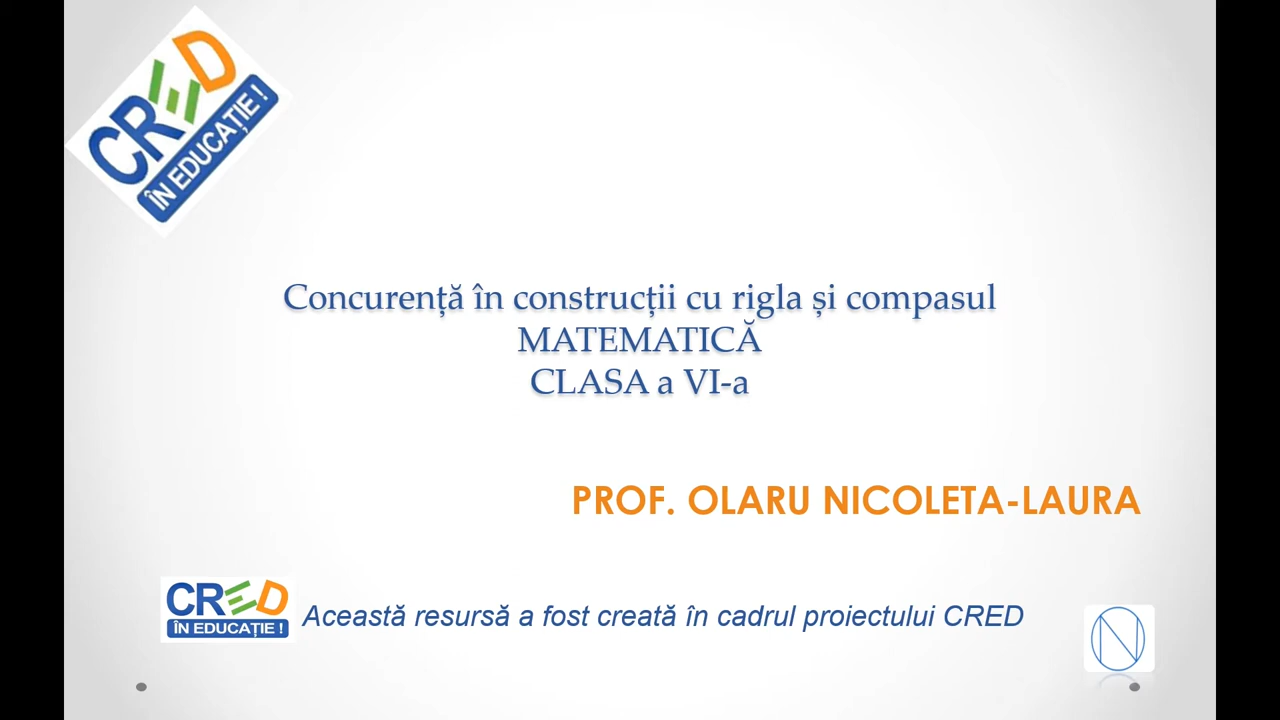 CRED
ÎN EDUCAȚIE !
Concurență în construcții cu rigla și compasul
MATEMATICĂ
CLASA a VI-a
PROF. OLARU NICOLETA-LAURA
CRED
ÎN EDUCAȚIE !
Această resursă a fost creată în cadrul proiectului CRED
N